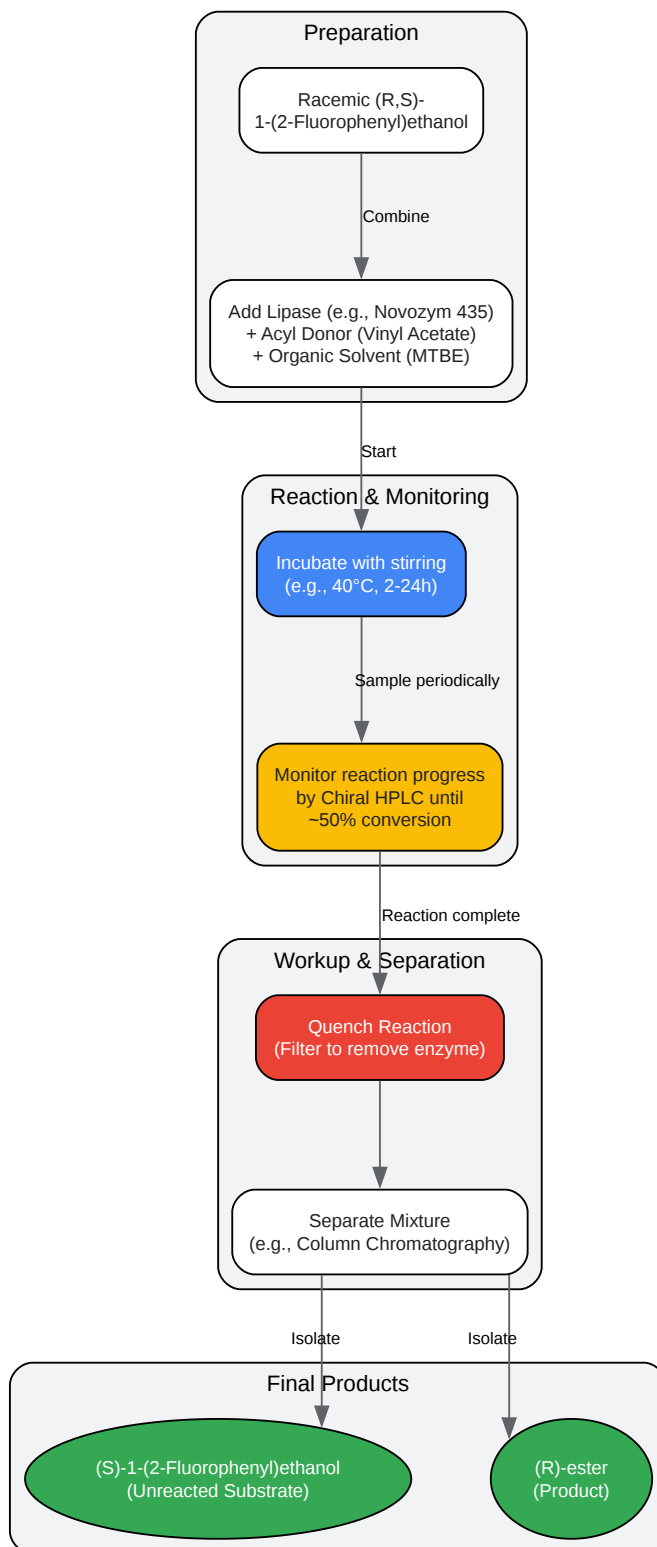 Preparation
Racemic (R,S)-
1-(2-Fluorophenyl)ethanol
Combine
Add Lipase (e.g., Novozym 435)
+ Acyl Donor (Vinyl Acetate)
+ Organic Solvent (MTBE)
Start
Reaction & Monitoring
Incubate with stirring
(e.g., 40°C, 2-24h)
Sample periodically
Monitor reaction progress
by Chiral HPLC until
~50% conversion
Reaction complete
Workup & Separation
Quench Reaction
(Filter to remove enzyme)
Separate Mixture
(e.g., Column Chromatography)
Isolate
Isolate
Final Products
(S)-1-(2-Fluorophenyl)ethanol
(Unreacted Substrate)
(R)-ester
(Product)